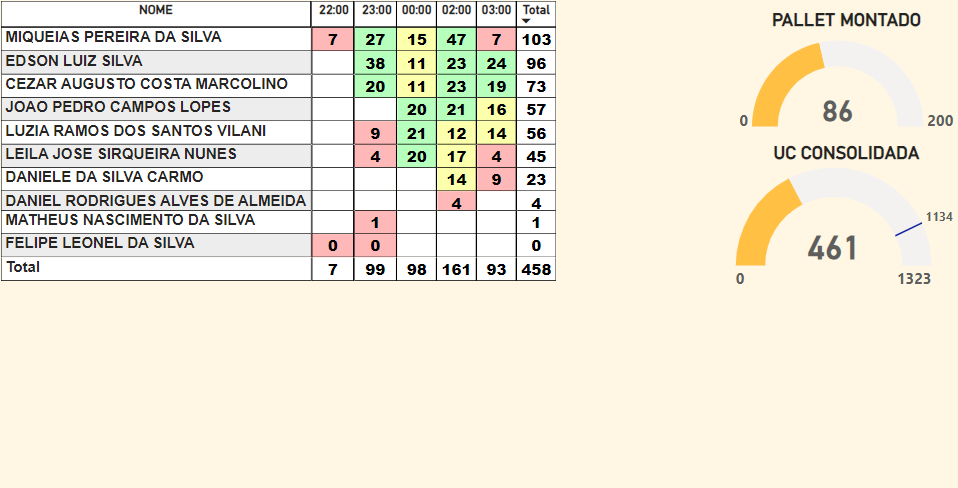 NOME 22:00 23:00 00:00 02:00 03:00 Total
MIQUEIAS PEREIRA DA SILVA 7 27 15 47 7 103
EDSON LUIZ SILVA 38 11 23 24 96
CEZAR AUGUSTO COSTA MARCOLINO 20 11 23 19 73
JOAO PEDRO CAMPOS LOPES 20 21 16 57
LUZIA RAMOS DOS SANTOS VILANI 9 21 12 14 56
LEILA JOSE SIRQUEIRA NUNES 4 20 17 4 45
DANIELE DA SILVA CARMO 14 9 23
DANIEL RODRIGUES ALVES DE ALMEIDA 4 4
MATHEUS NASCIMENTO DA SILVA 1 1
FELIPE LEONEL DA SILVA 0 0 0
Total 7 99 98 161 93 458
PALLET MONTADO
86
0 200
UC CONSOLIDADA
1134
461
0 1323